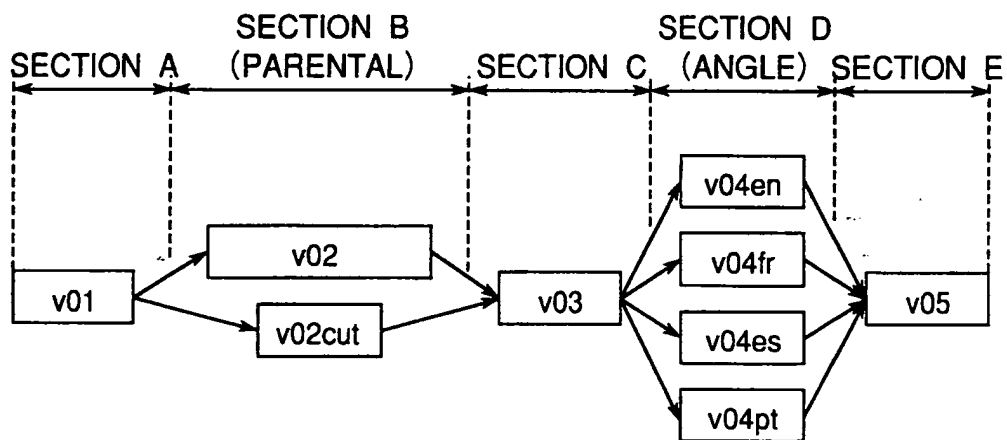 SECTION A
SECTION B
(PARENTAL)
SECTION C
SECTION D
(ANGLE)
SECTION E
v01
v02
v02cut
v03
v04en
v04fr
v04es
v04pt
v05